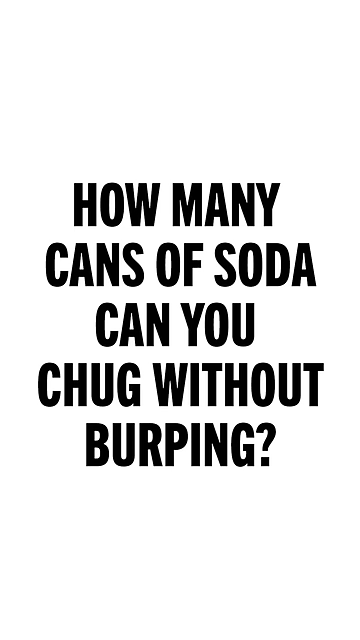 HOW MANY
CANS OF SODA
CAN YOU
CHUG WITHOUT
BURPING?